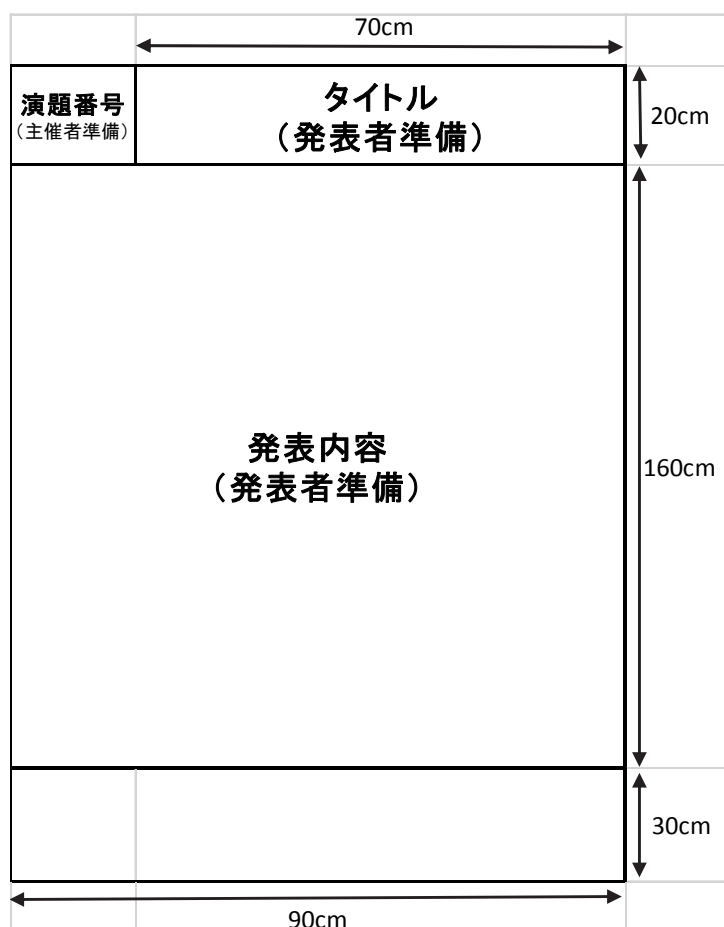 70cm
演題番号
（主催者準備）
タイトル
（発表者準備）
20cm
発表内容
（発表者準備）
160cm
30cm
90cm